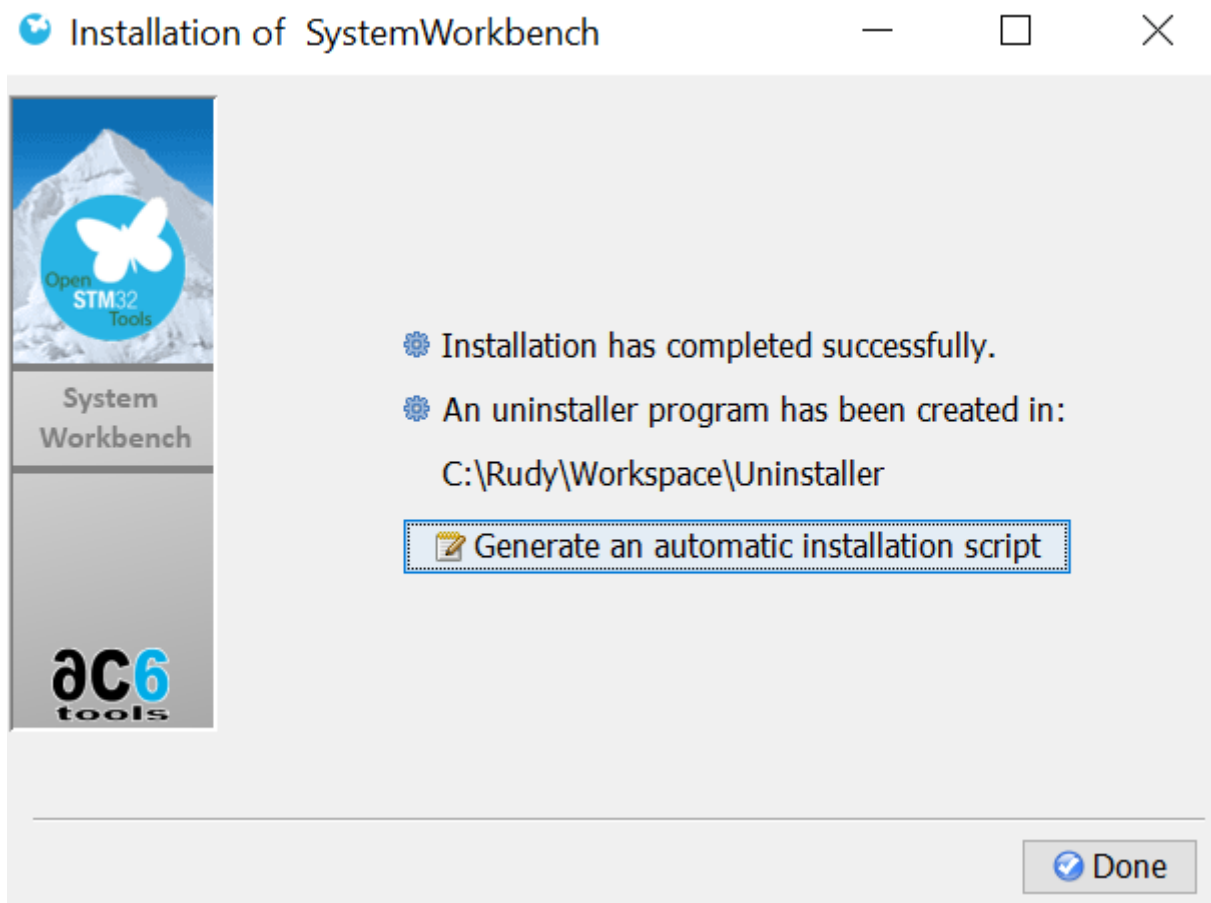 Installation of SystemWorkbench
Open
STM32
Tools
System
Workbench
ac6
tools
Installation has completed successfully.
An uninstaller program has been created in:
C:\Rudy\Workspace\Uninstaller
Generate an automatic installation script
Done